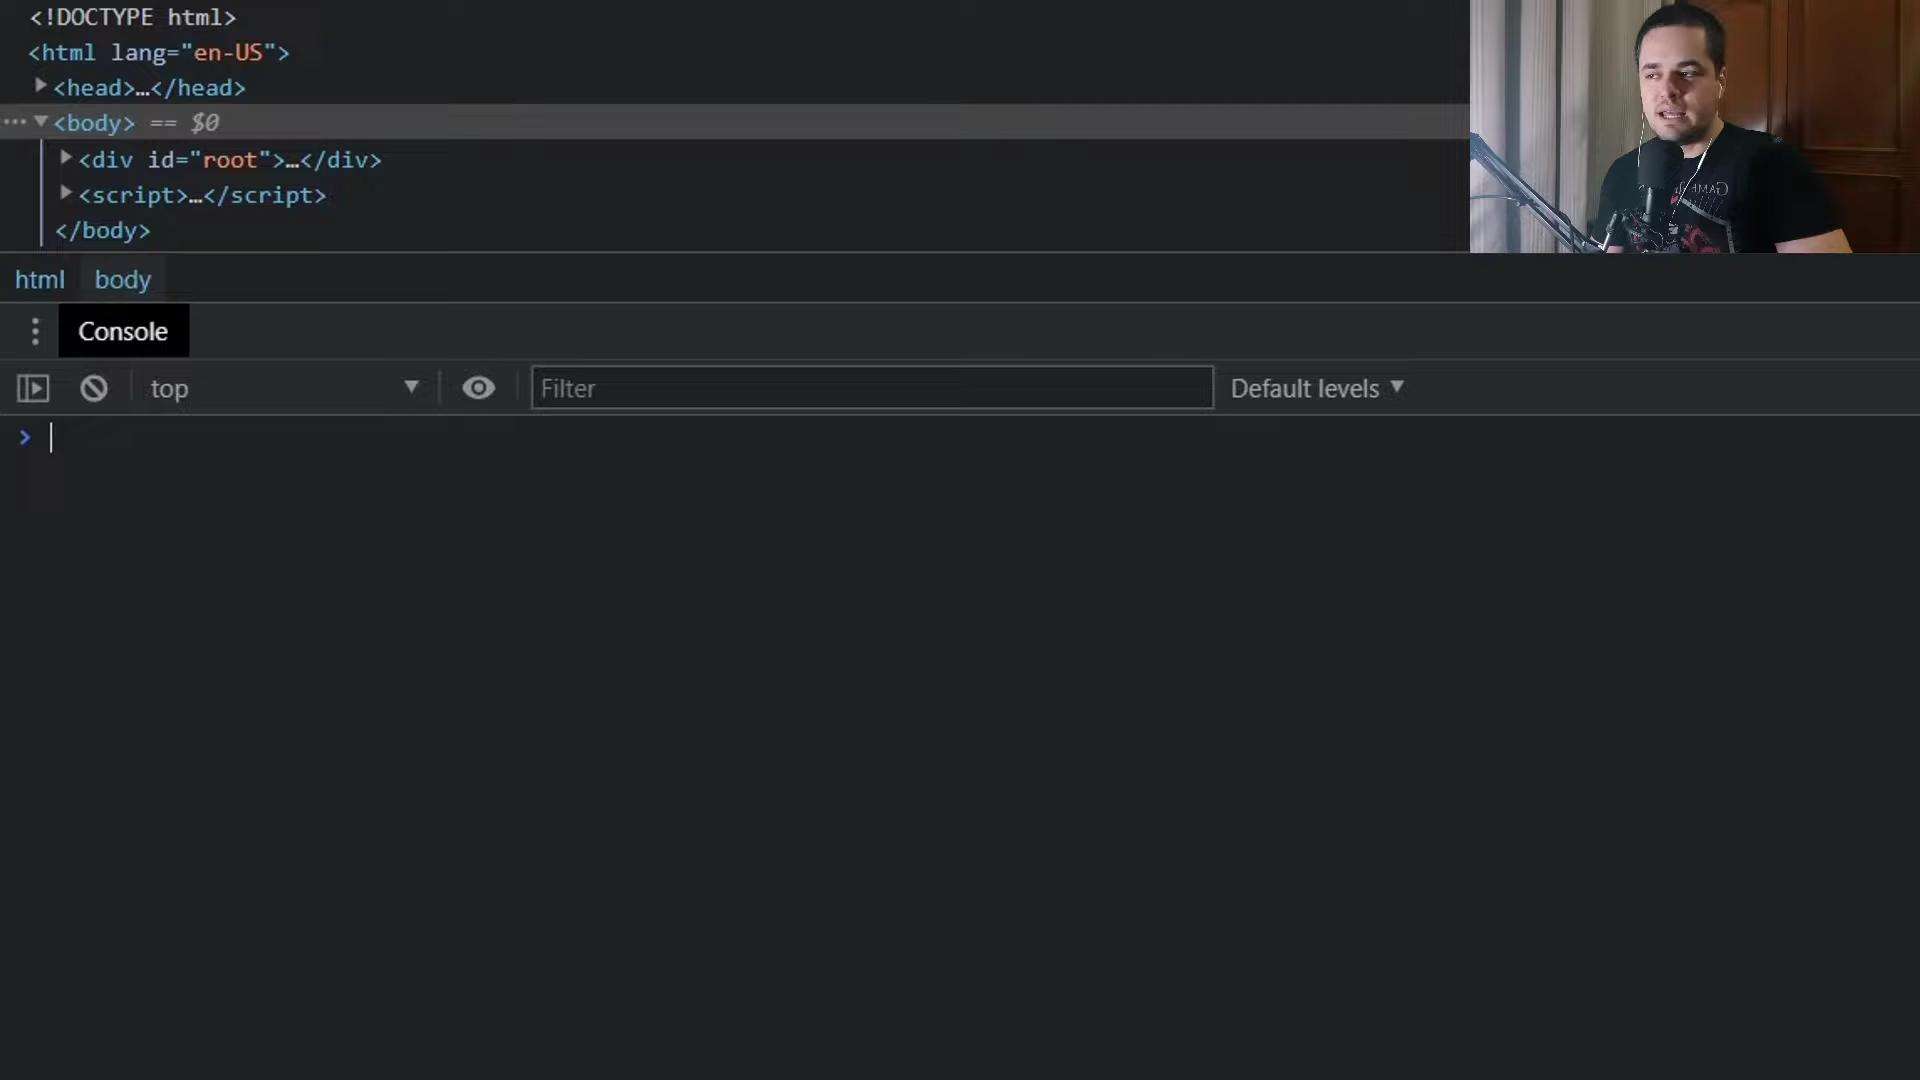 <!DOCTYPE html>
<html lang="en-US">
<head>…</head>
<body> == $0
<div id="root">…</div>
<script>…</script>
</body>
html body
Console
top Filter Default levels
>